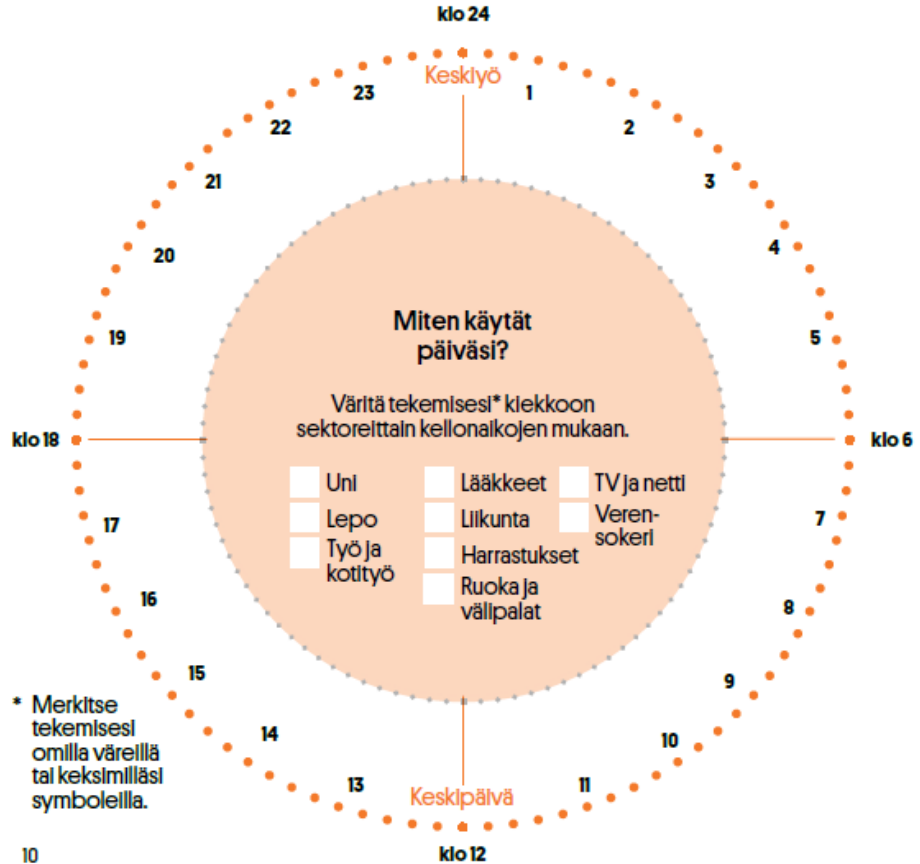 klo 24
Keskiyö
23
1
22
2
21
3
20
4
19
5
Miten käytät
päiväsi?
Väritä tekemisesi* kiekkoon
sektoreittain kellonaikojen mukaan.
klo 18
klo 6
Uni
Lääkkeet
TV ja netti
Lepo
Liikunta
Veren-
sokeri
Työ ja
kotityö
Harrastukset
Ruoka ja
välipalat
17
7
16
8
15
9
14
10
13
11
* Merkitse
tekemisesi
omilla väreillä
tai keksimilläsi
symboleilla.
Keskipäivä
klo 12
10